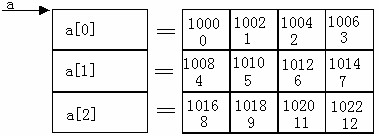 a
a[0] = 1000 1002 1004 1006
0 1 2 3
a[1] = 1008 1010 1012 1014
4 5 6 7
a[2] = 1016 1018 1020 1022
8 9 11 12